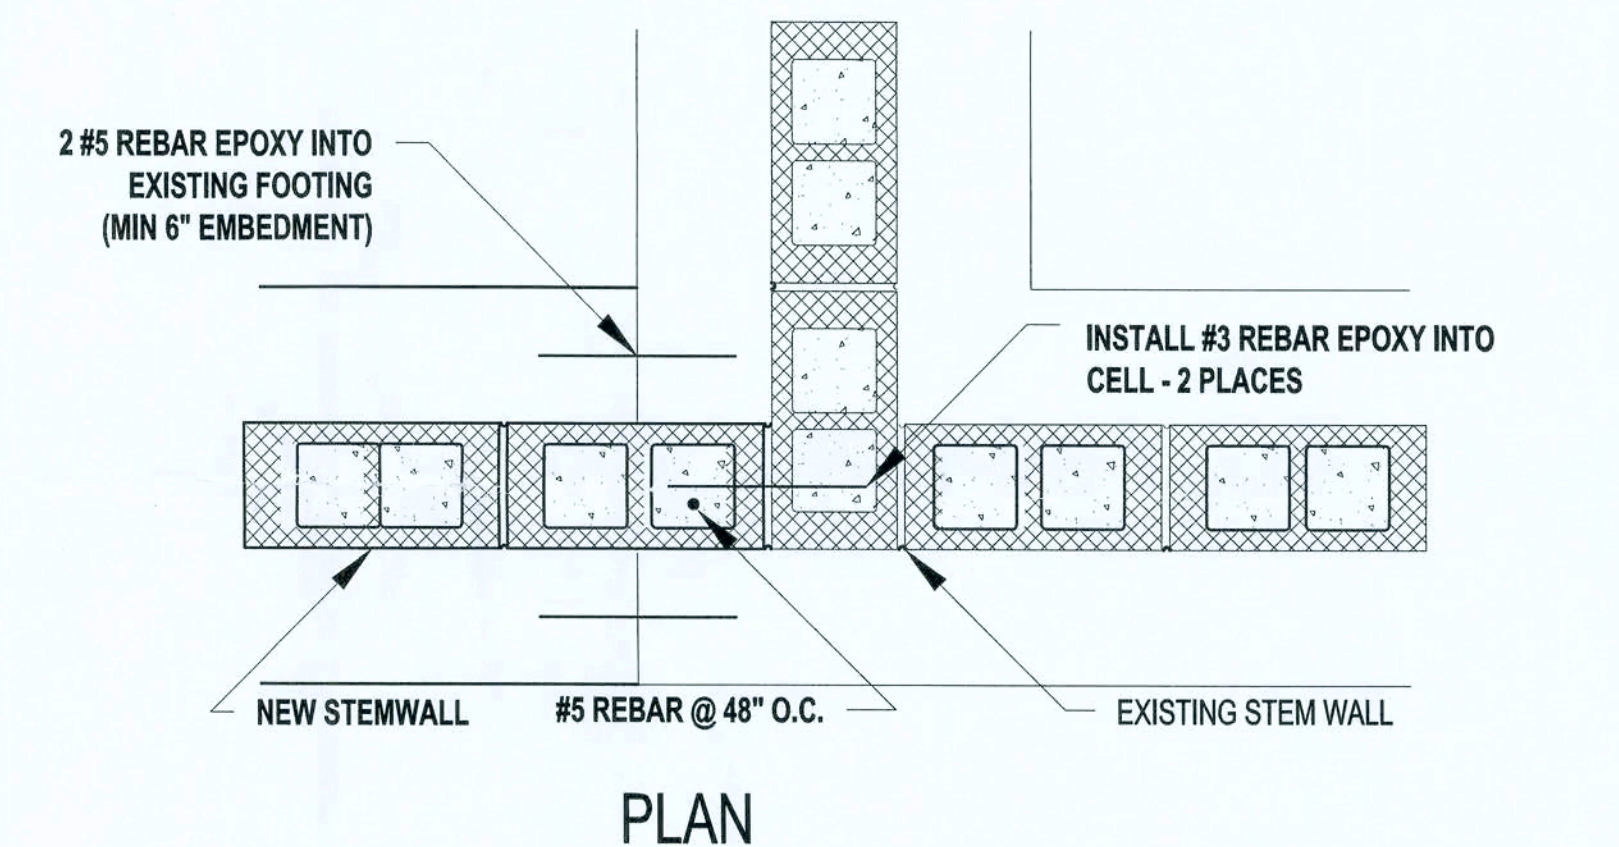 2 #5 REBAR EPOXY INTO
EXISTING FOOTING
(MIN 6" EMBEDMENT)
INSTALL #3 REBAR EPOXY INTO
CELL - 2 PLACES
NEW STEMWALL
#5 REBAR @ 48" O.C.
EXISTING STEM WALL
PLAN